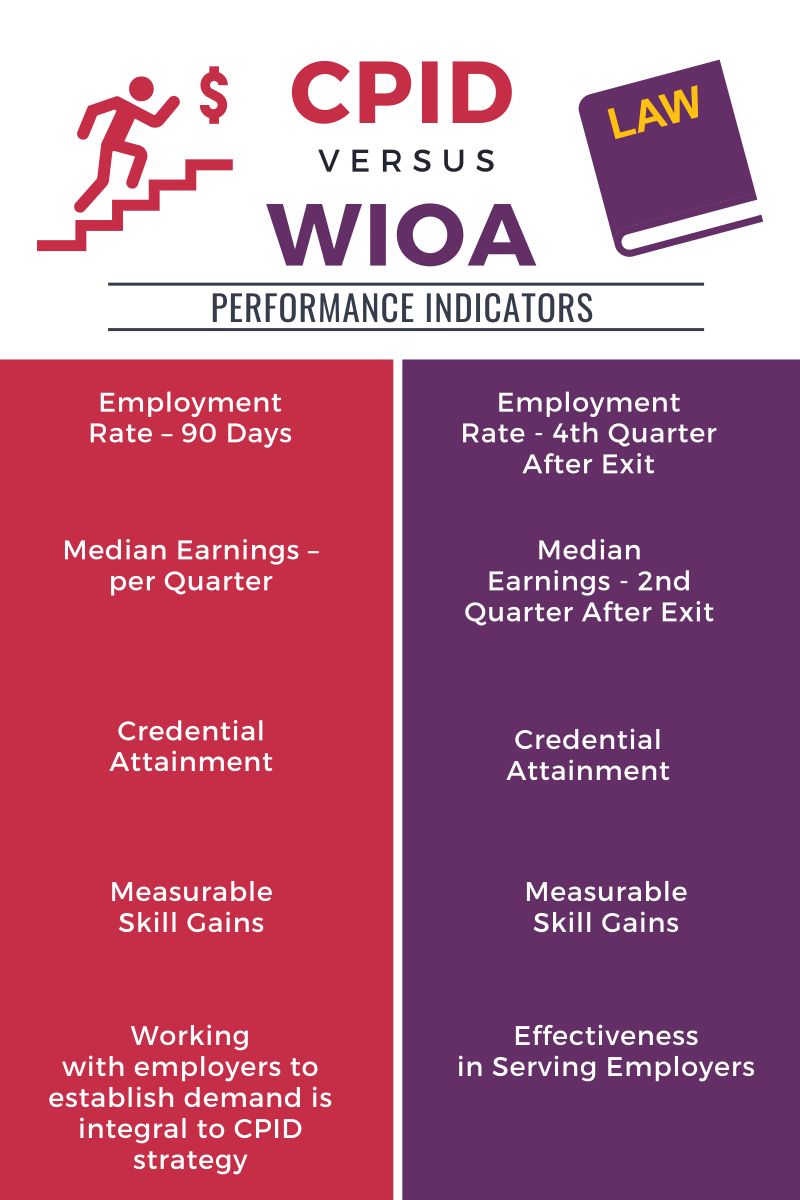 $
CPID
VERSUS
WIOA
LAW
PERFORMANCE INDICATORS
Employment
Rate – 90 Days
Median Earnings –
per Quarter
Credential
Attainment
Measurable
Skill Gains
Working
with employers to
establish demand is
integral to CPID
strategy
Employment
Rate - 4th Quarter
After Exit
Median
Earnings - 2nd
Quarter After Exit
Credential
Attainment
Measurable
Skill Gains
Effectiveness
in Serving Employers